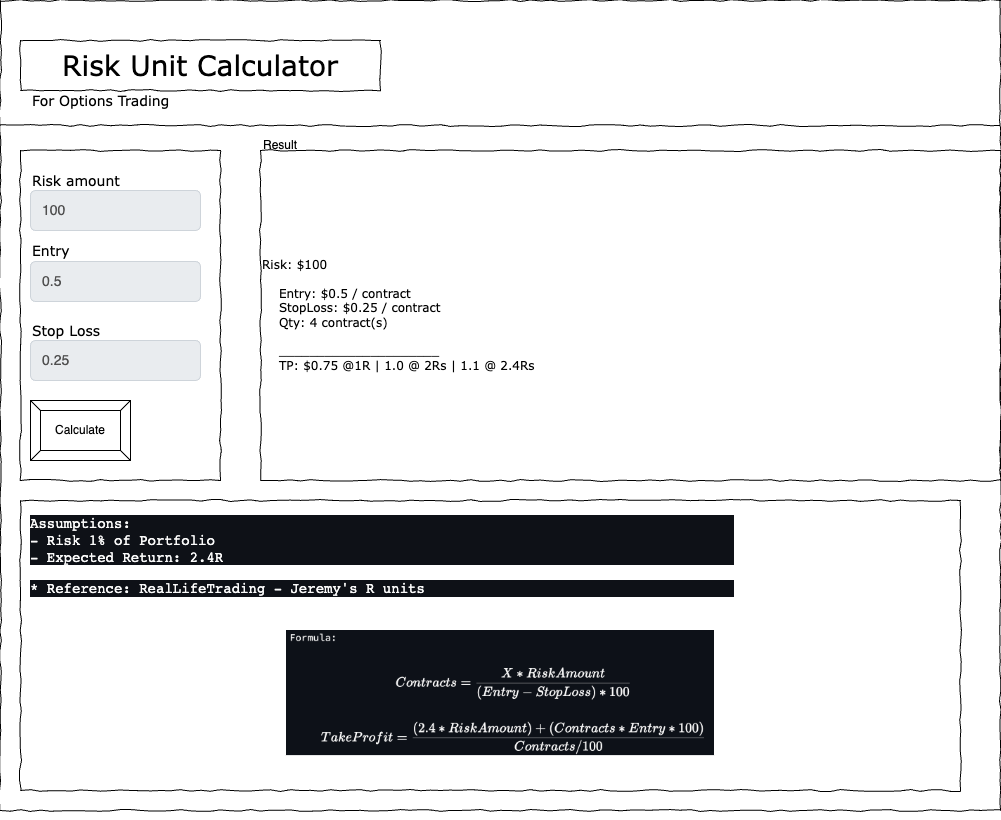 Risk Unit Calculator
For Options Trading
Risk amount
100
Entry
0.5
Stop Loss
0.25
Calculate
Result
Risk: $100
Entry: $0.5 / contract
StopLoss: $0.25 / contract
Qty: 4 contract(s)
____________________
TP: $0.75 @1R | 1.0 @ 2Rs | 1.1 @ 2.4Rs
Assumptions:
- Risk 1% of Portfolio
- Expected Return: 2.4R
* Reference: RealLifeTrading - Jeremy's R units
Formula:
Contracts = X * RiskAmount / (Entry − StopLoss) * 100
TakeProfit = (2.4 * RiskAmount) + (Contracts * Entry * 100) / Contracts/100